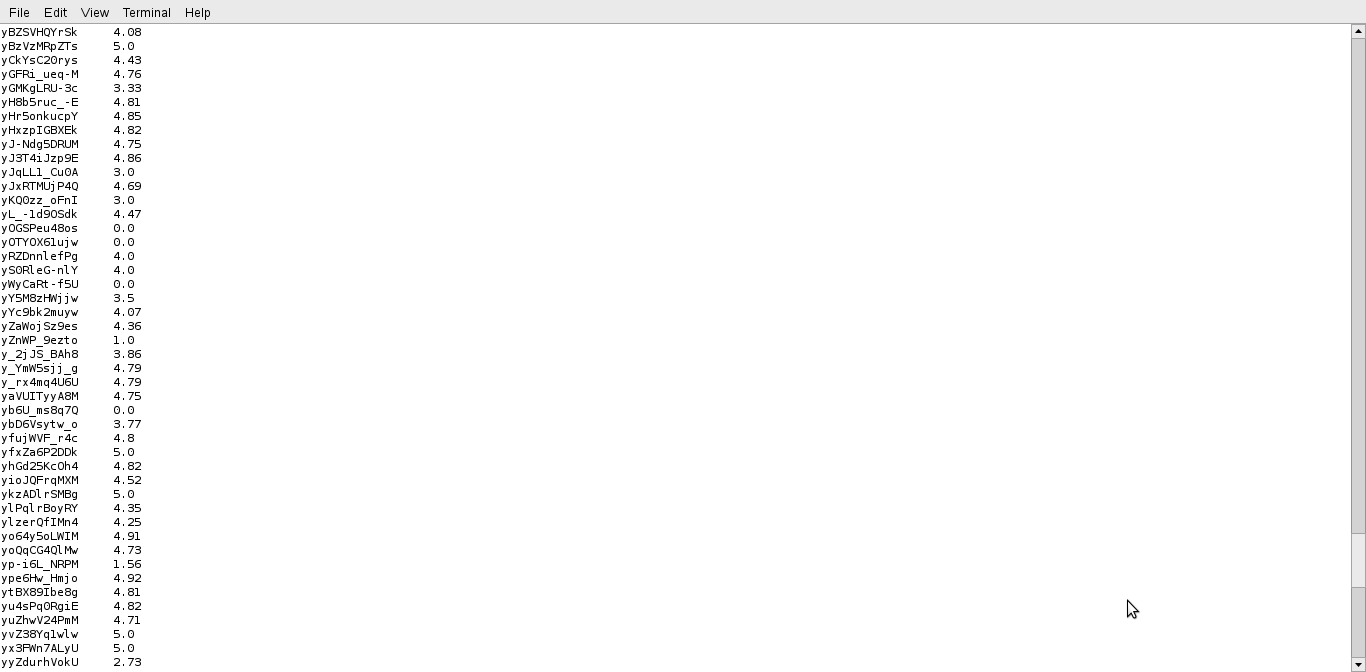 File Edit View Terminal Help
yBZSVHQYrSk 4.08
yBzVzMRpZTs 5.0
yCkYsC20rys 4.43
yGFRi_ueq-M 4.76
yGMKgLRU-3c 3.33
yH8b5ruc_-E 4.81
yHr5onkucpY 4.85
yHxzpIGBXEk 4.82
yJ-Ndg5DRUM 4.75
yJ3T4iJzp9E 4.86
yJqLL1_Cu0A 3.0
yJxRTMUjP4Q 4.69
yKQ0zz_oFnI 3.0
yL_-1d9OSdk 4.47
yOGSPeu48os 0.0
yOTYOX61ujw 0.0
yRZDnnlefPg 4.0
yS0RleG-nlY 4.0
yWyCaRt-f5U 0.0
yY5M8zHWjjw 3.5
yYc9bk2muyw 4.07
yZaWojSz9es 4.36
yZnWP_9ezto 1.0
y_2jJS_BAh8 3.86
y_YmW5sjj_g 4.79
y_rx4mq4U6U 4.79
yaVUITyyA8M 4.75
yb6U_ms8q7Q 0.0
ybD6Vsytw_o 3.77
yfujWVF_r4c 4.8
yfxZa6P2DDk 5.0
yhGd25KcOh4 4.82
yioJQFrqMXM 4.52
ykzADlrSMBg 5.0
ylPqlrBoyRY 4.35
ylzerQfIMn4 4.25
yo64y5oLWIM 4.91
yoQqCG4QlMw 4.73
yp-i6L_NRPM 1.56
ype6Hw_Hmjo 4.92
ytBX89Ibe8g 4.81
yu4sPqORgiE 4.82
yuZhwV24PmM 4.71
yvZ38Yq1wlw 5.0
yx3FWn7ALyU 5.0
yyZdurhVokU 2.73